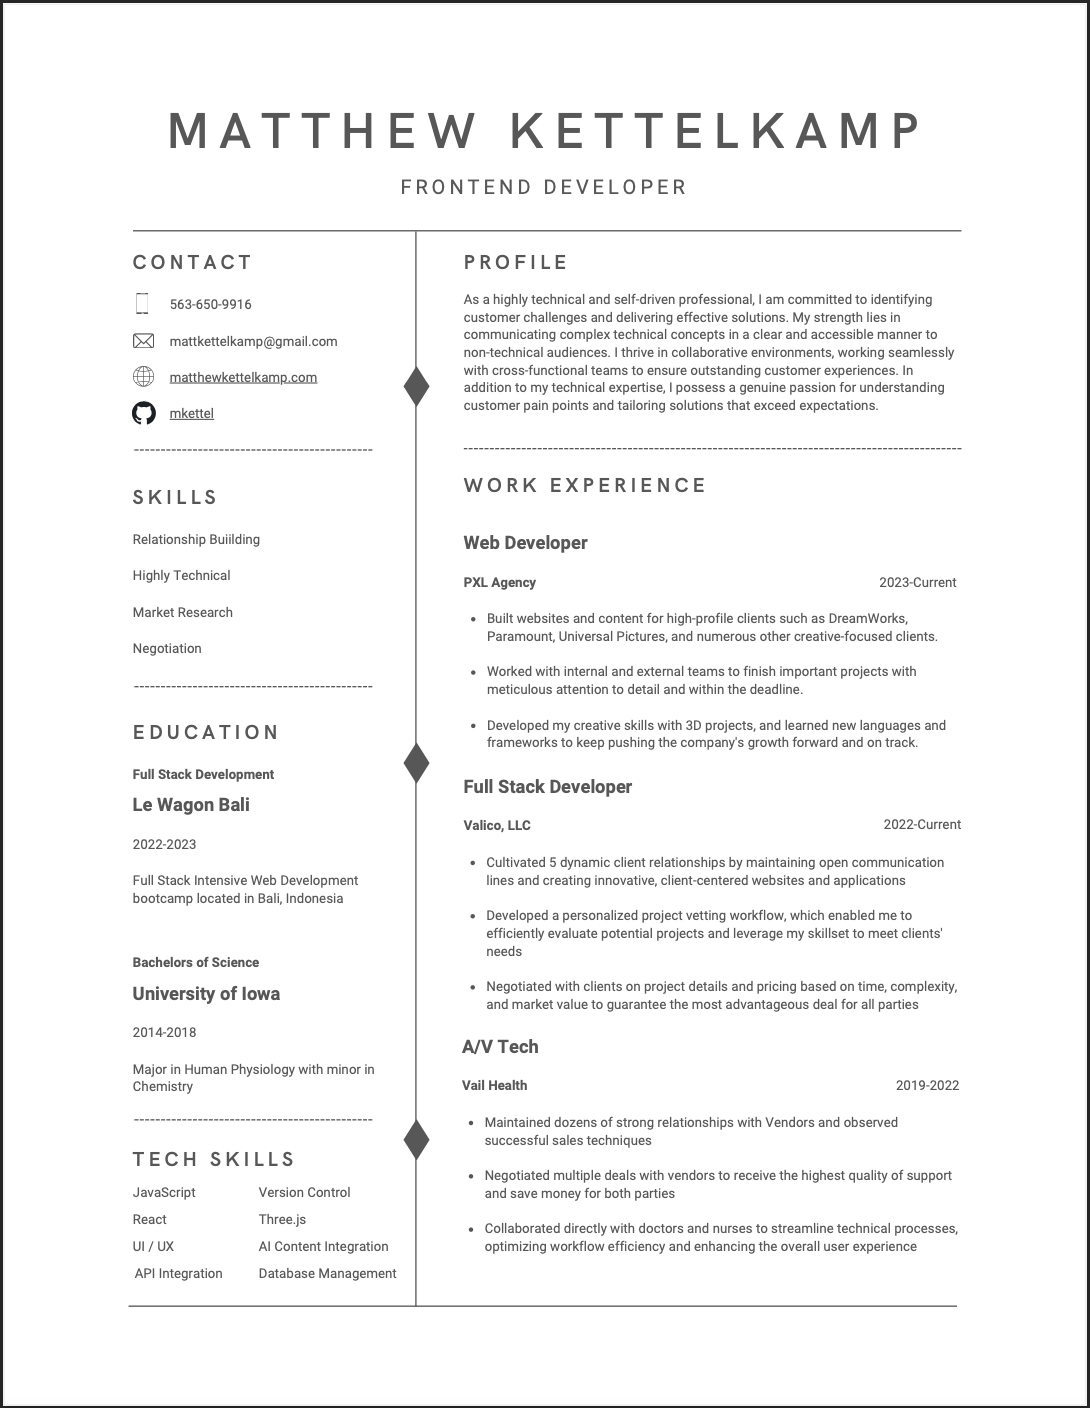 MATTHEW KETTELKAMP
FRONTEND DEVELOPER
CONTACT
563-650-9916
mattkettelkamp@gmail.com
matthewkettelkamp.com
mkettel
SKILLS
Relationship Buiilding
Highly Technical
Market Research
Negotiation
EDUCATION
Full Stack Development
Le Wagon Bali
2022-2023
Full Stack Intensive Web Development
bootcamp located in Bali, Indonesia
Bachelors of Science
University of Iowa
2014-2018
Major in Human Physiology with minor in
Chemistry
TECH SKILLS
JavaScript Version Control
React Three.js
UI / UX AI Content Integration
API Integration Database Management
PROFILE
As a highly technical and self-driven professional, I am committed to identifying
customer challenges and delivering effective solutions. My strength lies in
communicating complex technical concepts in a clear and accessible manner to
non-technical audiences. I thrive in collaborative environments, working seamlessly
with cross-functional teams to ensure outstanding customer experiences. In
addition to my technical expertise, I possess a genuine passion for understanding
customer pain points and tailoring solutions that exceed expectations.
WORK EXPERIENCE
Web Developer
PXL Agency 2023-Current
• Built websites and content for high-profile clients such as DreamWorks,
Paramount, Universal Pictures, and numerous other creative-focused clients.
• Worked with internal and external teams to finish important projects with
meticulous attention to detail and within the deadline.
• Developed my creative skills with 3D projects, and learned new languages and
frameworks to keep pushing the company's growth forward and on track.
Full Stack Developer
Valico, LLC 2022-Current
• Cultivated 5 dynamic client relationships by maintaining open communication
lines and creating innovative, client-centered websites and applications
• Developed a personalized project vetting workflow, which enabled me to
efficiently evaluate potential projects and leverage my skillset to meet clients'
needs
• Negotiated with clients on project details and pricing based on time, complexity,
and market value to guarantee the most advantageous deal for all parties
A/V Tech
Vail Health 2019-2022
• Maintained dozens of strong relationships with Vendors and observed
successful sales techniques
• Negotiated multiple deals with vendors to receive the highest quality of support
and save money for both parties
• Collaborated directly with doctors and nurses to streamline technical processes,
optimizing workflow efficiency and enhancing the overall user experience